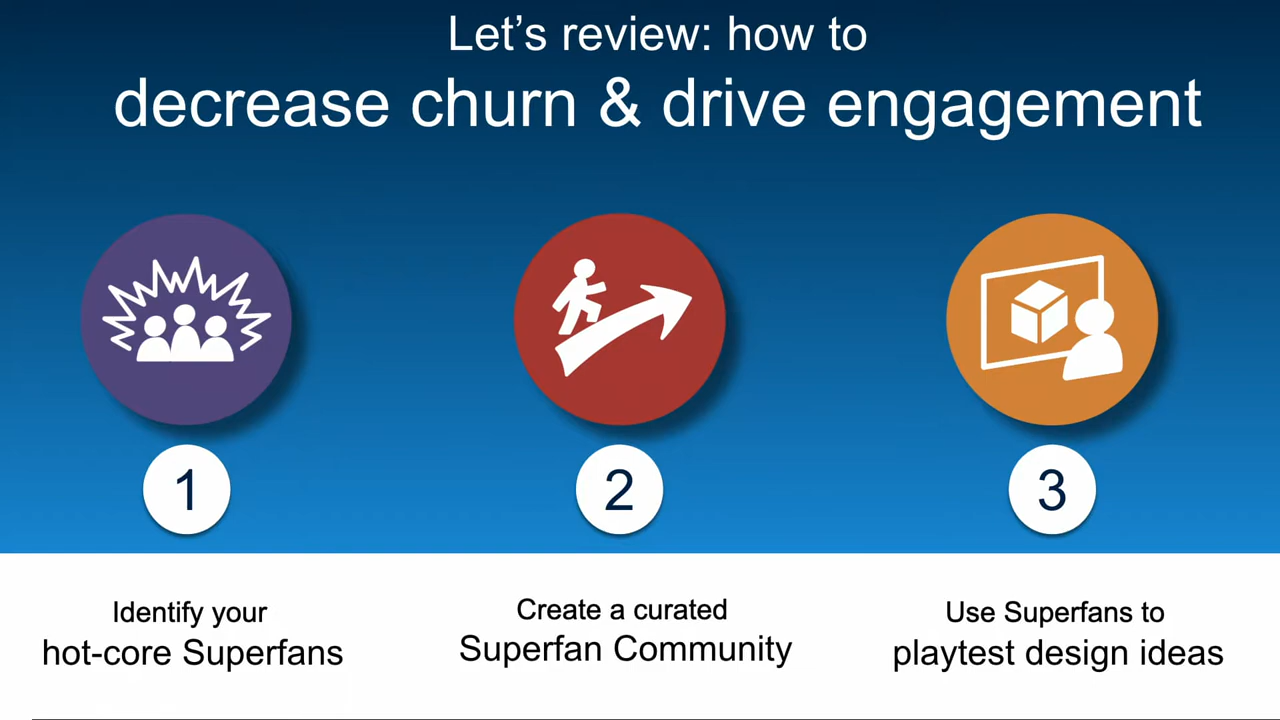 Let’s review: how to
decrease churn & drive engagement
1
2
3
Identify your
hot-core Superfans
Create a curated
Superfan Community
Use Superfans to
playtest design ideas